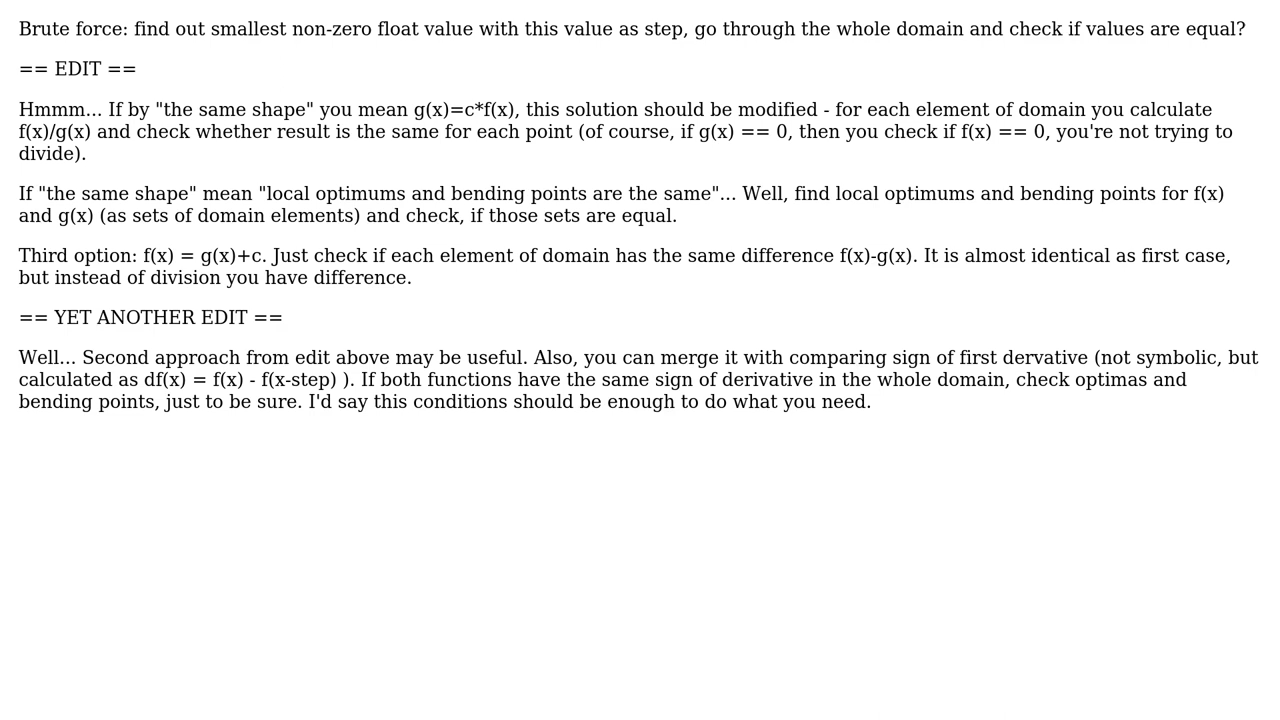 Brute force: find out smallest non-zero float value with this value as step, go through the whole domain and check if values are equal?
== EDIT ==
Hmmm... If by "the same shape" you mean g(x)=c*f(x), this solution should be modified - for each element of domain you calculate
f(x)/g(x) and check whether result is the same for each point (of course, if g(x) == 0, then you check if f(x) == 0, you're not trying to
divide).
If "the same shape" mean "local optimums and bending points are the same"... Well, find local optimums and bending points for f(x)
and g(x) (as sets of domain elements) and check, if those sets are equal.
Third option: f(x) = g(x)+c. Just check if each element of domain has the same difference f(x)-g(x). It is almost identical as first case,
but instead of division you have difference.
== YET ANOTHER EDIT ==
Well... Second approach from edit above may be useful. Also, you can merge it with comparing sign of first dervative (not symbolic, but
calculated as df(x) = f(x) - f(x-step) ). If both functions have the same sign of derivative in the whole domain, check optimas and
bending points, just to be sure. I'd say this conditions should be enough to do what you need.